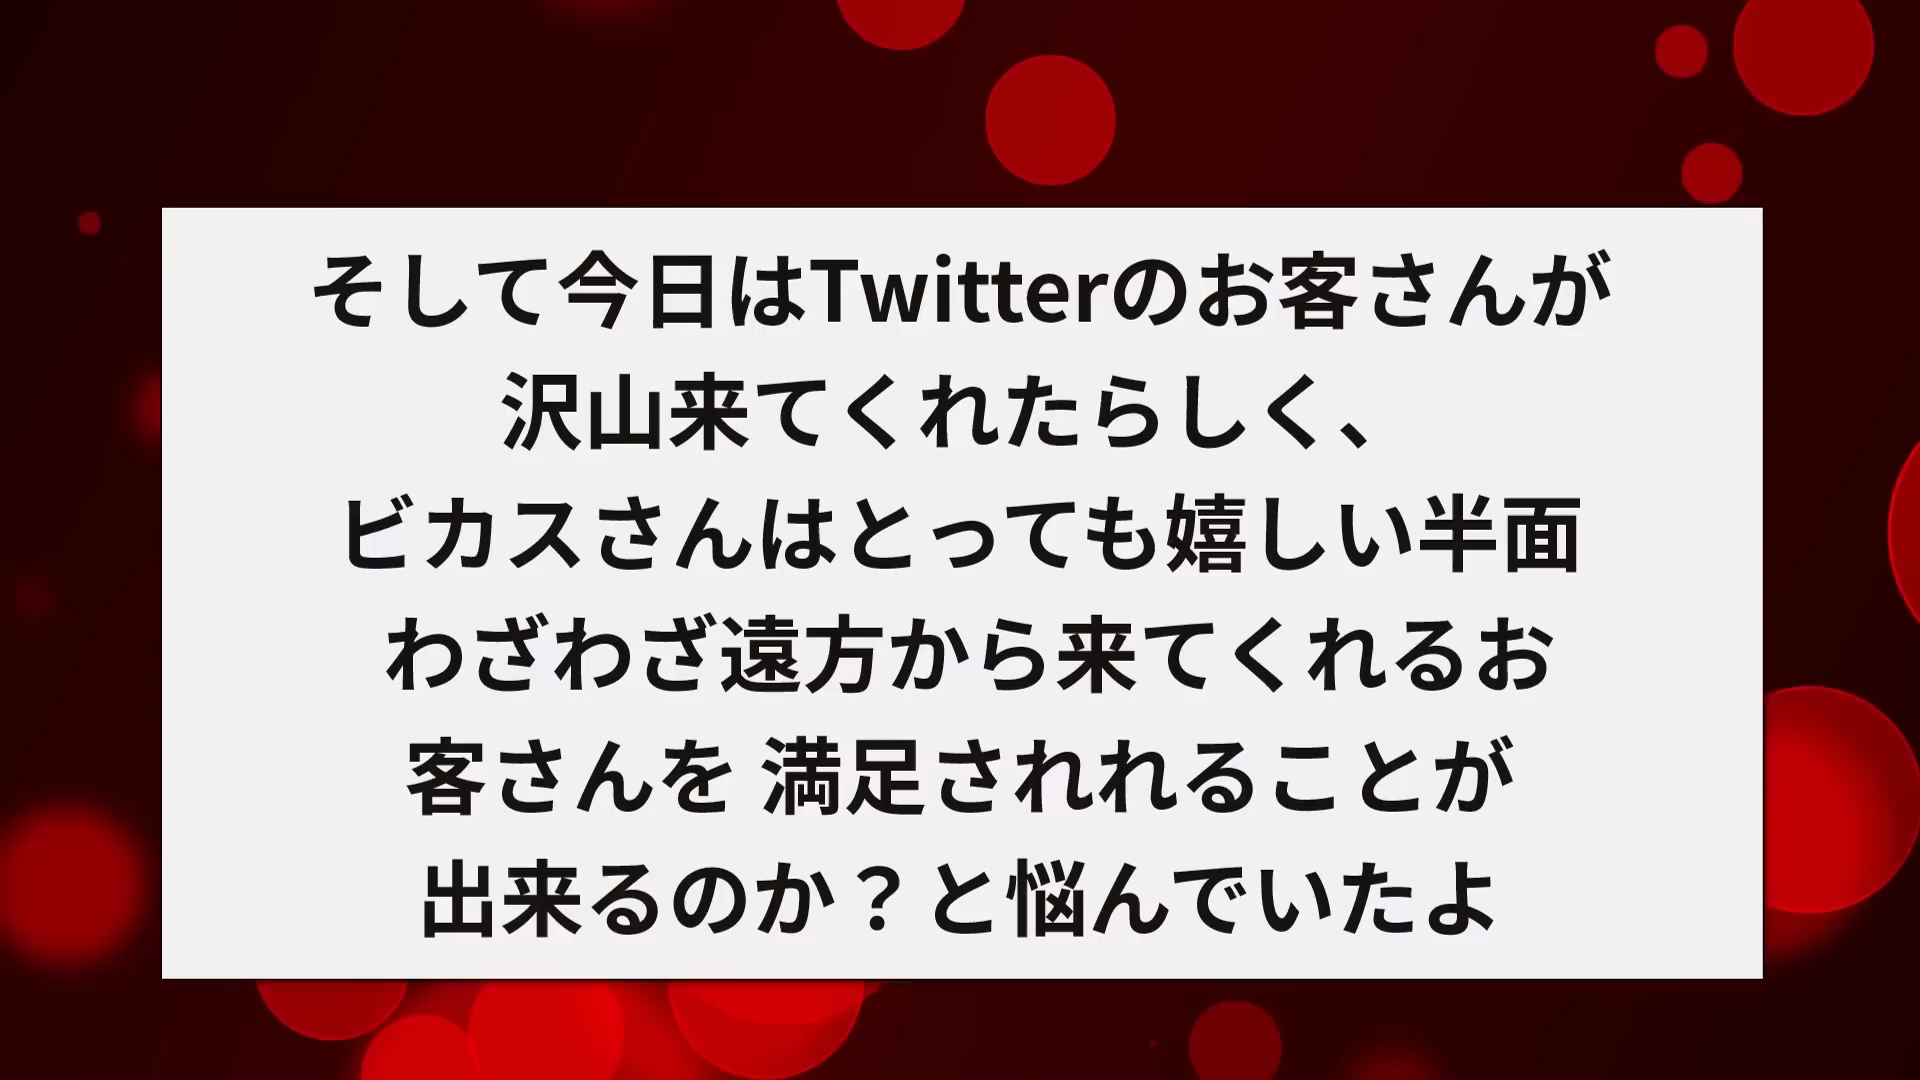 そして今日はTwitterのお客さんが
沢山来てくれたらしく、
ビカスさんはとっても嬉しい半面
わざわざ遠方から来てくれるお
客さんを 満足されれることが
出来るのか？と悩んでいたよ